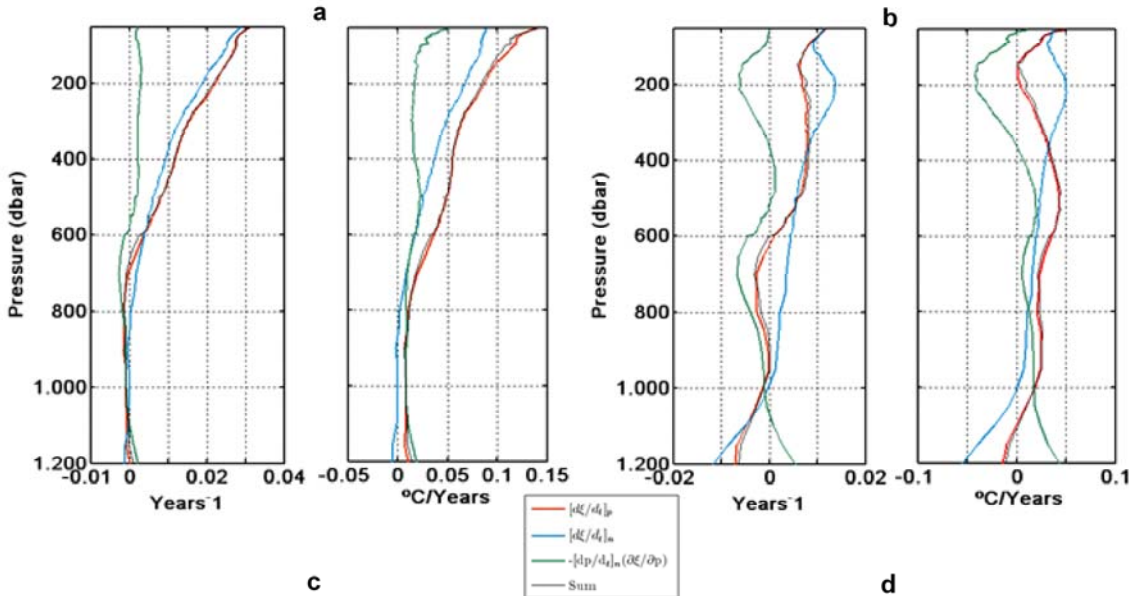 a
b
200
400
600
800
1.000
1.200
Pressure (dbar)
-0.01 0 0.02 0.04
Years⁻1
-0.05 0 0.05 0.10 0.15
ºC/Years
200
400
600
800
1.000
1.200
Pressure (dbar)
-0.02 0 0.01 0.02
Years⁻1
-0.1 0 0.1
ºC/Years
[dξ/dₜ]ₚ
[dξ/dₜ]ₙ
-[dp/dₜ]ₙ(∂ξ/∂p)
Sum
c
d